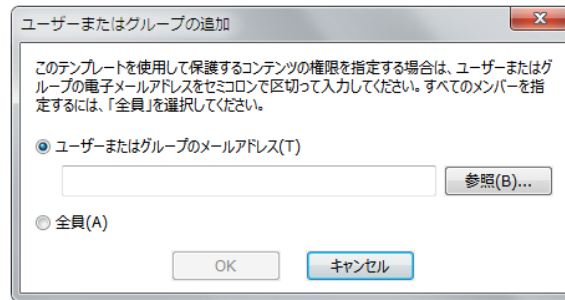 ユーザーまたはグループの追加
このテンプレートを使用して保護するコンテンツの権限を指定する場合は、ユーザーまたはグ
ループの電子メールアドレスをセミコロンで区切って入力してください。すべてのメンバーを指
定するには、「全員」を選択してください。
ユーザーまたはグループのメールアドレス(T)
参照(B)...
全員(A)
OK キャンセル